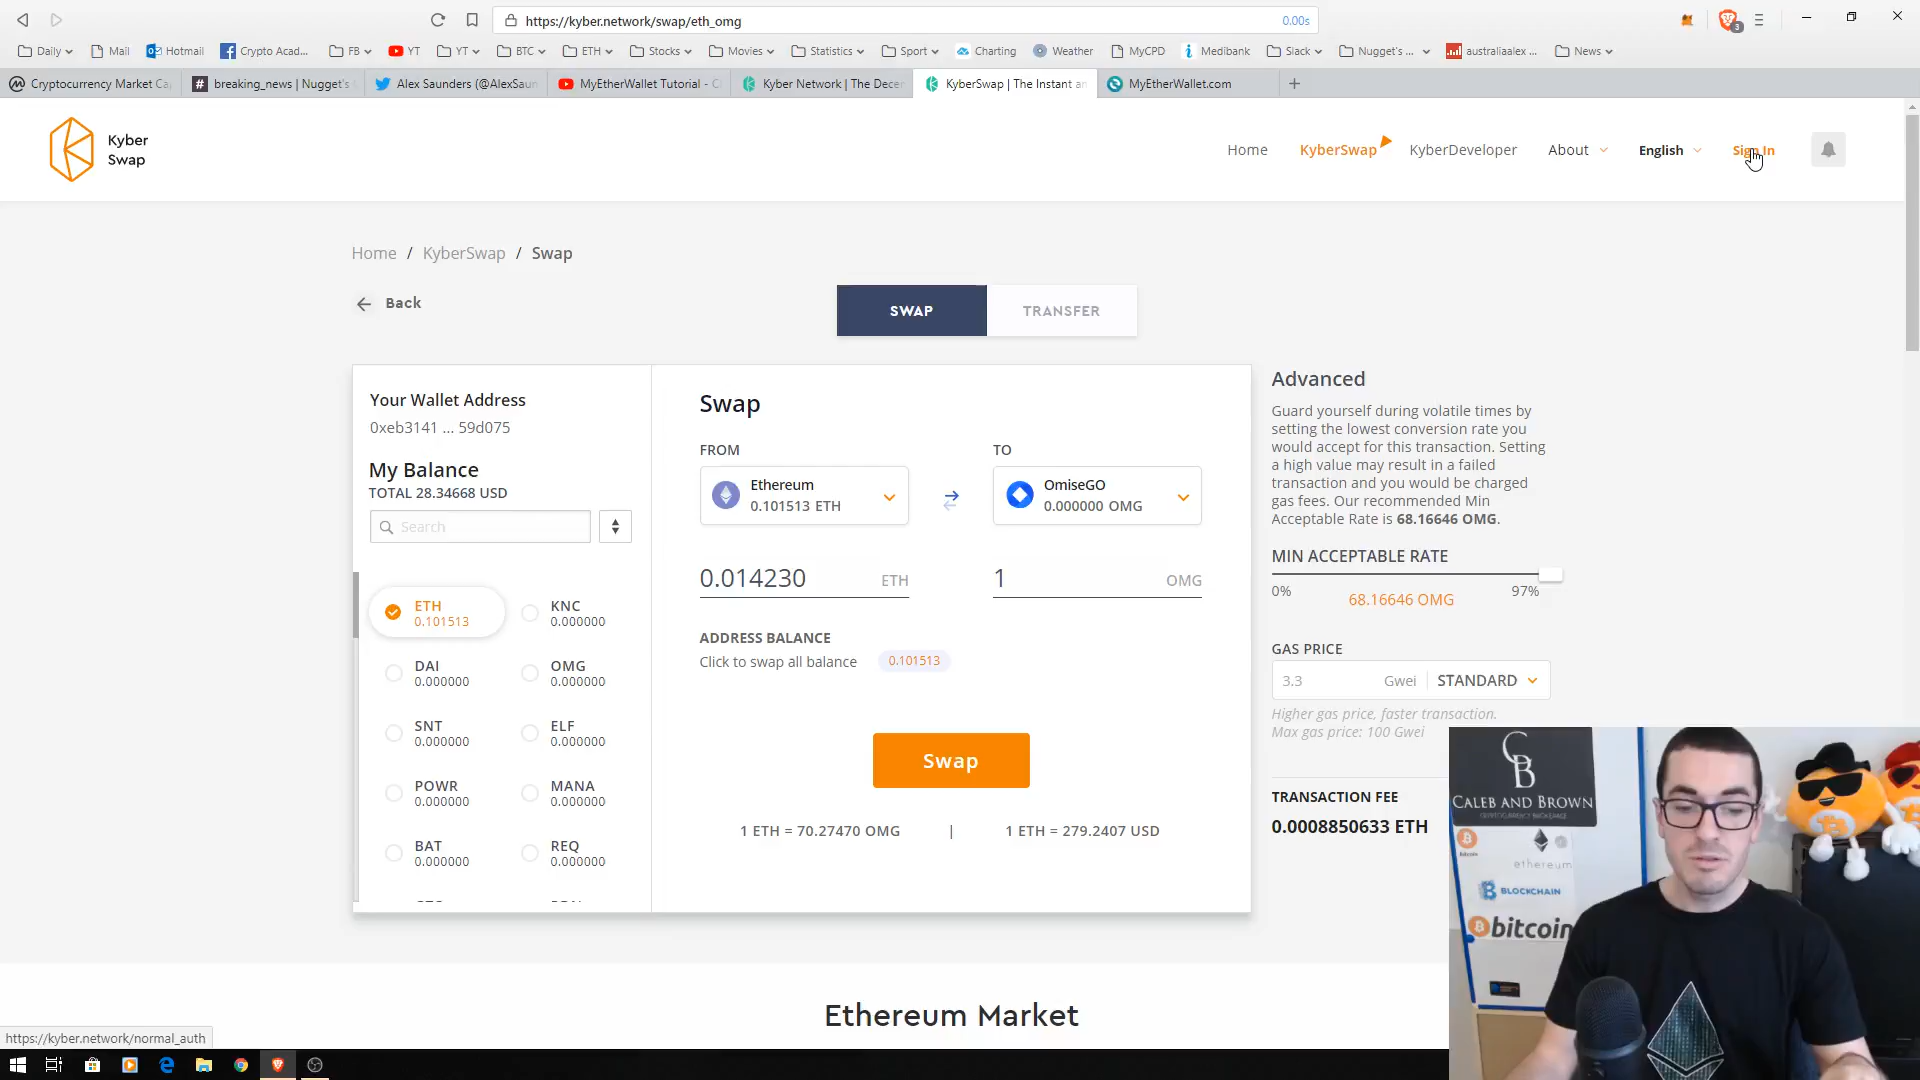 https://kyber.network/swap/eth_omg
0.00s
3
Daily
Mail
Hotmail
Crypto Acad...
FB
YT
YT
BTC
ETH
Stocks
Movies
Statistics
Sport
Charting
Weather
MyCPD
Medibank
Slack
Nugget's ...
australiaalex ...
News
Cryptocurrency Market Ca
breaking_news | Nugget's
Alex Saunders (@AlexSaun
MyEtherWallet Tutorial - C
Kyber Network | The Dece
KyberSwap | The Instant an
MyEtherWallet.com
Kyber
Swap
Home
KyberSwap
KyberDeveloper
About
English
Sign In
Home / KyberSwap / Swap
Back
SWAP
TRANSFER
Your Wallet Address
0xeb3141 ... 59d075
My Balance
TOTAL 28.34668 USD
Search
ETH
0.101513
KNC
0.000000
DAI
0.000000
OMG
0.000000
SNT
0.000000
ELF
0.000000
POWR
0.000000
MANA
0.000000
BAT
0.000000
REQ
0.000000
Swap
FROM
Ethereum
0.101513 ETH
TO
OmiseGO
0.000000 OMG
0.014230 ETH
1 OMG
ADDRESS BALANCE
Click to swap all balance 0.101513
Swap
1 ETH = 70.27470 OMG | 1 ETH = 279.2407 USD
Advanced
Guard yourself during volatile times by
setting the lowest conversion rate you
would accept for this transaction. Setting
a high value may result in a failed
transaction and you would be charged
gas fees. Our recommended Min
Acceptable Rate is 68.16646 OMG.
MIN ACCEPTABLE RATE
0%
97%
68.16646 OMG
GAS PRICE
3.3 Gwei STANDARD
Higher gas price, faster transaction.
Max gas price: 100 Gwei
TRANSACTION FEE
0.0008850633 ETH
Ethereum Market
https://kyber.network/normal_auth
CB
CALEB AND BROWN
CRYPTOCURRENCY BROKERAGE
Bitcoin
ethereum
BLOCKCHAIN
bitcoin